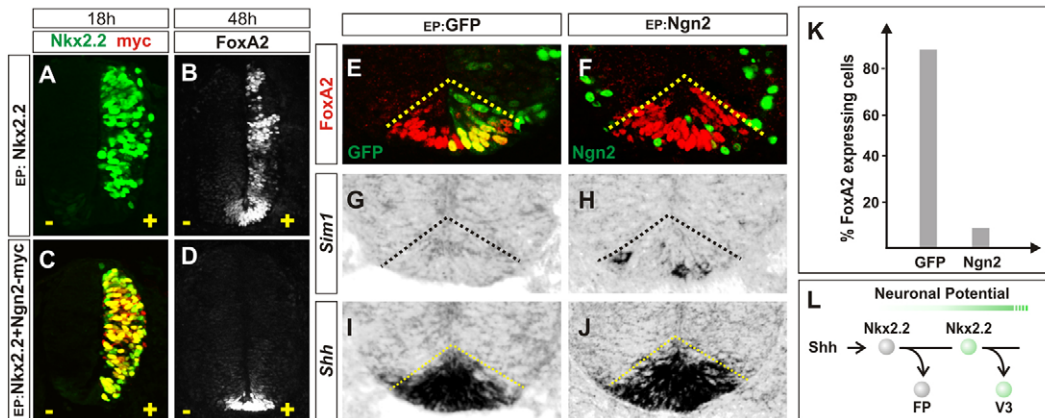 18h
48h
Nkx2.2 myc
FoxA2
EP: Nkx2.2
A
- +
B
- +
EP:Nkx2.2+Ngn2-myc
C
- +
D
- +
EP:GFP
EP:Ngn2
FoxA2
E
GFP
F
Ngn2
Sim1
G
H
Shh
I
J
K
% FoxA2 expressing cells
80
60
40
20
GFP
Ngn2
L
Neuronal Potential
Nkx2.2 Nkx2.2
Shh
FP V3